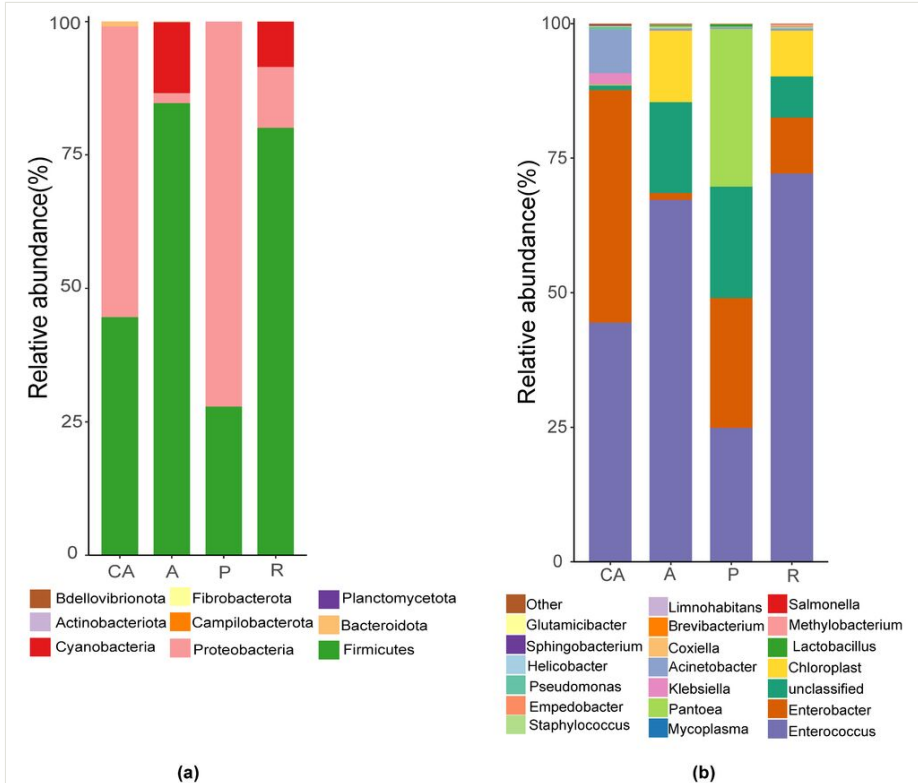 100
75
50
25
0
Relative abundance(%)
CA A P R
Bdellovibrionota Fibrobacterota Planctomycetota
Actinobacteriota Campilobacterota Bacteroidota
Cyanobacteria Proteobacteria Firmicutes
(a)
100
75
50
25
0
Relative abundance(%)
CA A P R
Other Limnohabitans Salmonella
Glutamicibacter Brevibacterium Methylobacterium
Sphingobacterium Coxiella Lactobacillus
Helicobacter Acinetobacter Chloroplast
Pseudomonas Klebsiella unclassified
Empedobacter Pantoea Enterobacter
Staphylococcus Mycoplasma Enterococcus
(b)